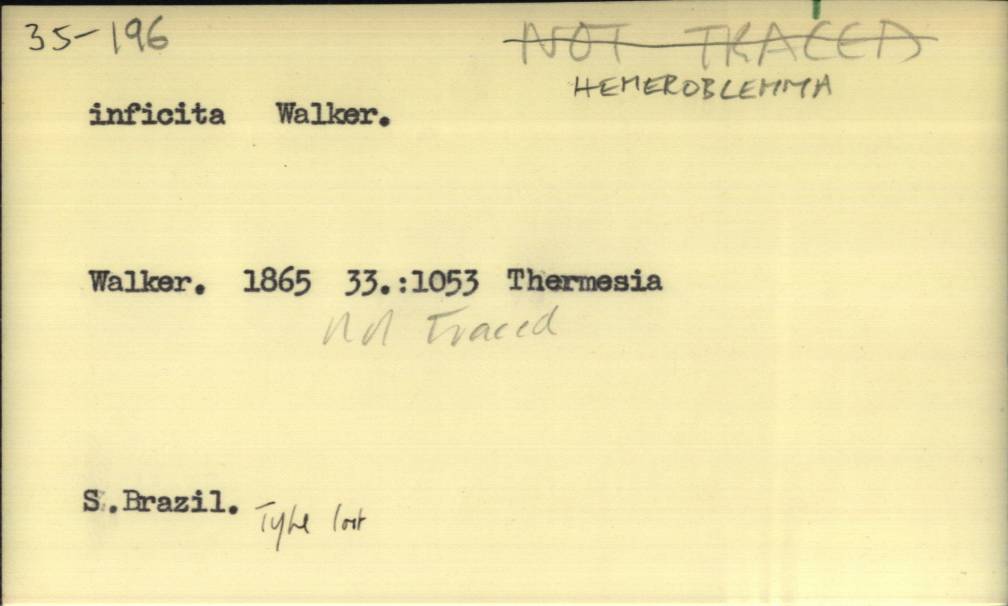 35-196
NOT TRACED
HEMEROBLEMMA
inficita Walker.
Walker. 1865 33.:1053 Thermesia
Not Traced
S.Brazil. Type lost